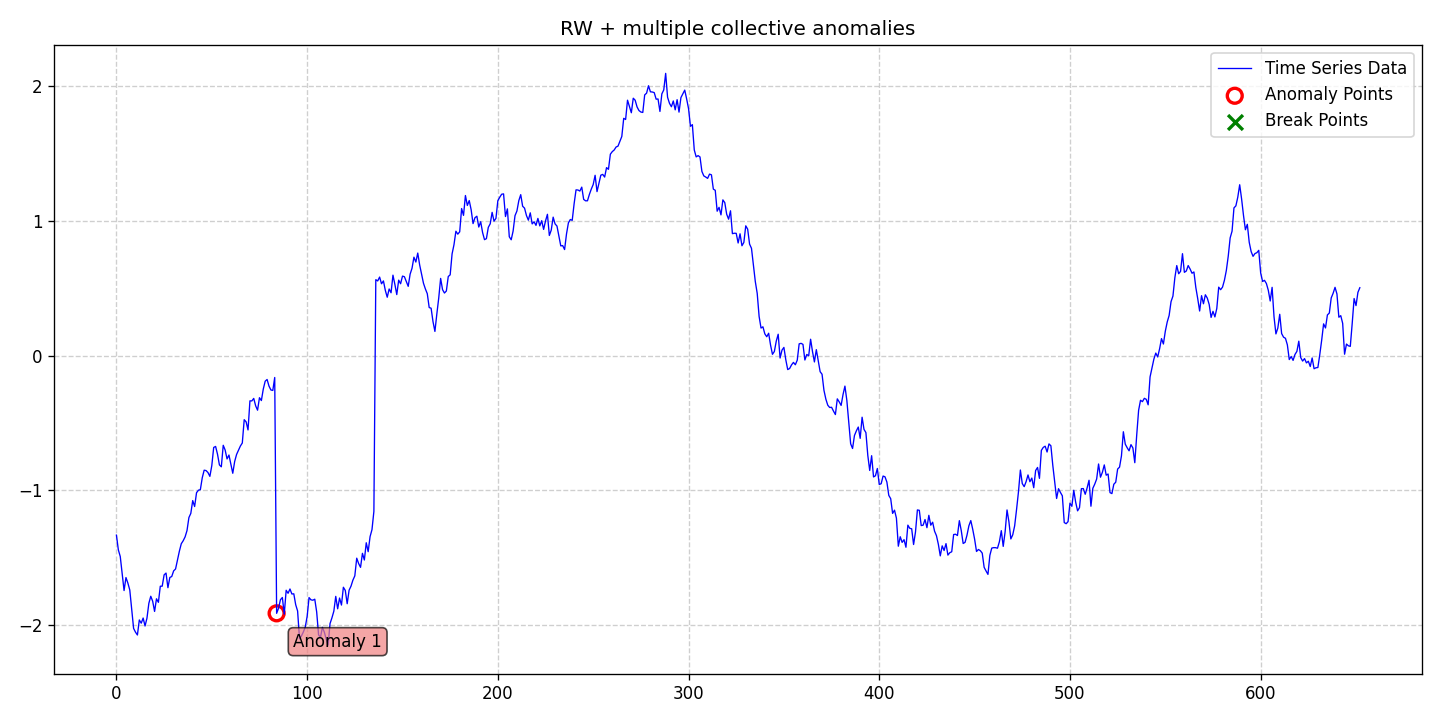 RW + multiple collective anomalies
Time Series Data
Anomaly Points
Break Points
2
1
0
−1
−2
Anomaly 1
0 100 200 300 400 500 600